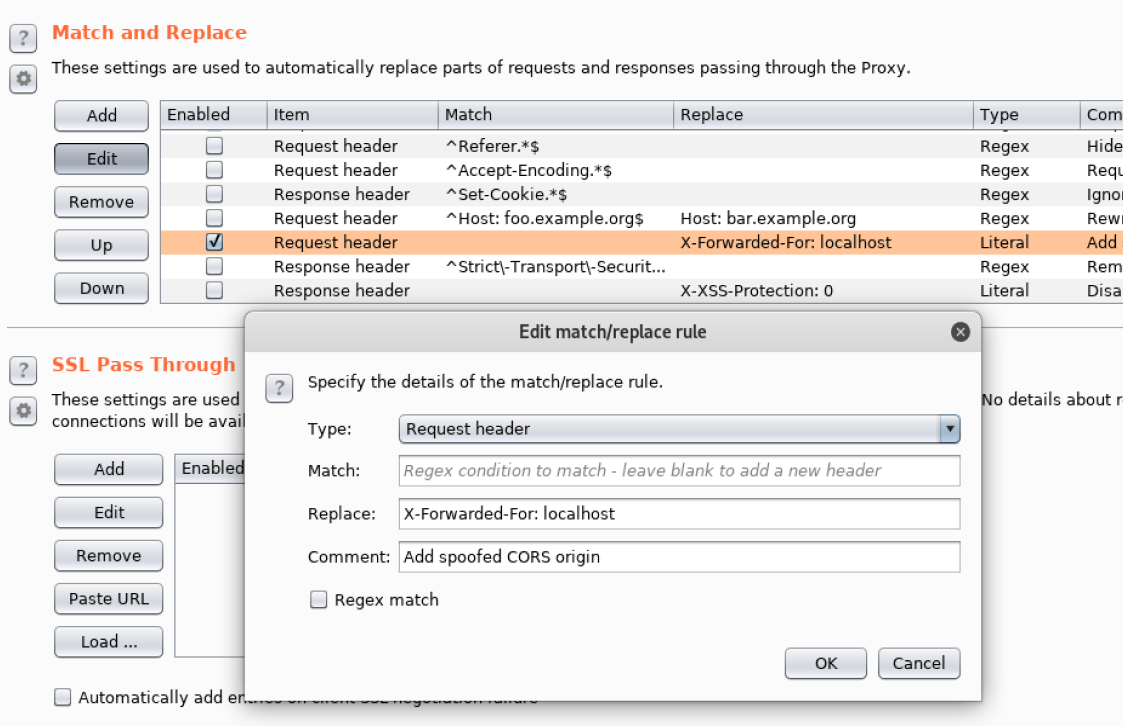 Match and Replace
These settings are used to automatically replace parts of requests and responses passing through the Proxy.
Add
Edit
Remove
Up
Down
Enabled Item Match Replace Type Com
Request header ^Referer.*$ Regex Hide
Request header ^Accept-Encoding.*$ Regex Requ
Response header ^Set-Cookie.*$ Regex Ignor
Request header ^Host: foo.example.org$ Host: bar.example.org Regex Rewr
Request header X-Forwarded-For: localhost Literal Add
Response header ^Strict\-Transport\-Securit... Regex Rem
Response header X-XSS-Protection: 0 Literal Disa
SSL Pass Through
These settings are used
No details about r
connections will be avai
Add
Edit
Remove
Paste URL
Load ...
Enabled
Edit match/replace rule
Specify the details of the match/replace rule.
Type: Request header
Match: Regex condition to match - leave blank to add a new header
Replace: X-Forwarded-For: localhost
Comment: Add spoofed CORS origin
Regex match
OK Cancel
Automatically add entries on client SSL negotiation failure